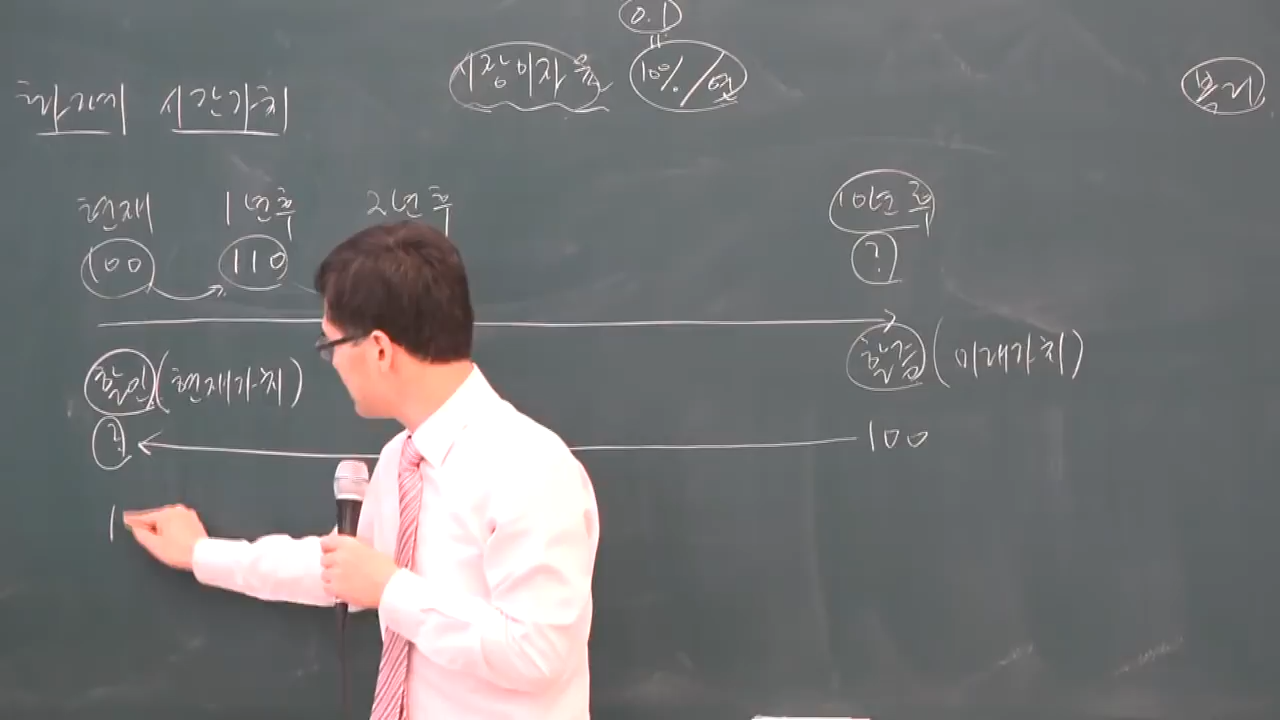 0.1
화폐의 시간가치 시장이자율 10%/연 복리
현재 1년후 2년후 10년 후
100 110 ?
할인(현재가치) 할증(미래가치)
? 100
1